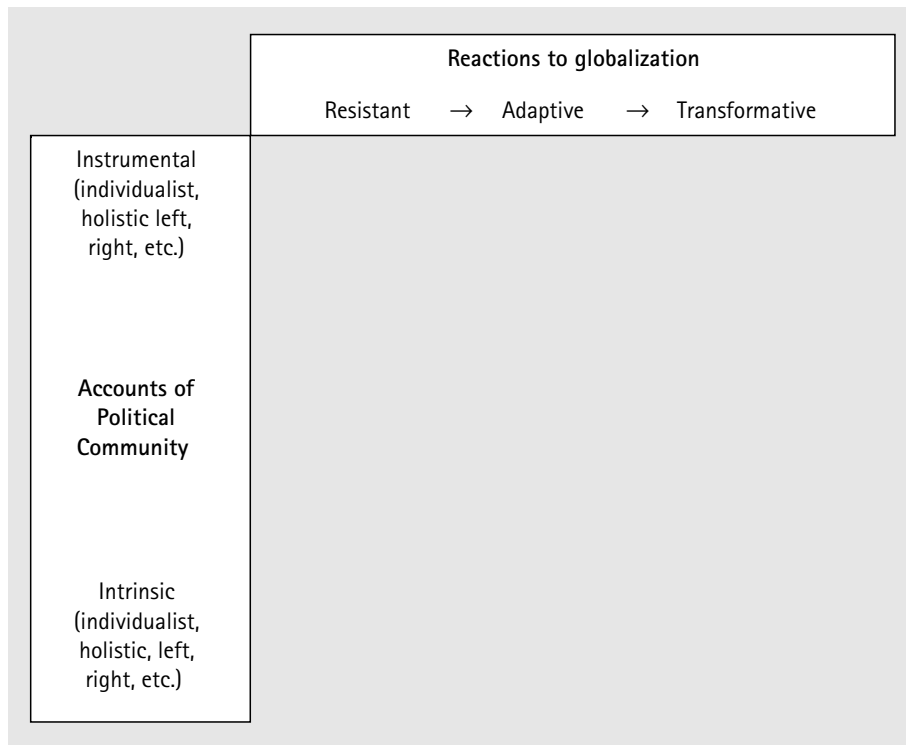 Reactions to globalization
Resistant → Adaptive → Transformative
Instrumental
(individualist,
holistic left,
right, etc.)
Accounts of
Political
Community
Intrinsic
(individualist,
holistic, left,
right, etc.)